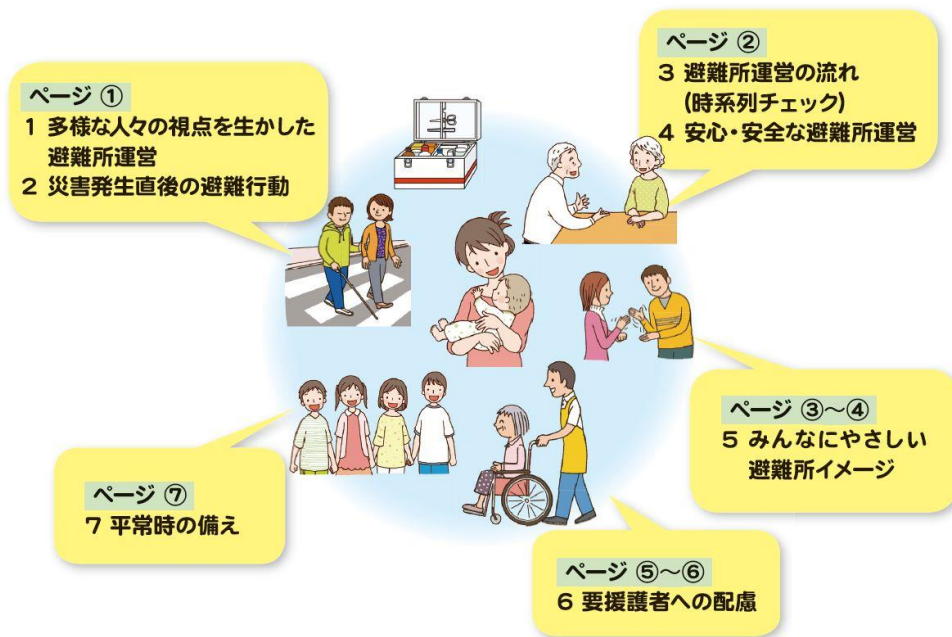 ページ ①
1 多様な人々の視点を生かした
避難所運営
2 災害発生直後の避難行動
ページ ②
3 避難所運営の流れ
(時系列チェック)
4 安心・安全な避難所運営
ページ ③～④
5 みんなにやさしい
避難所イメージ
ページ ⑤～⑥
6 要援護者への配慮
ページ ⑦
7 平常時の備え